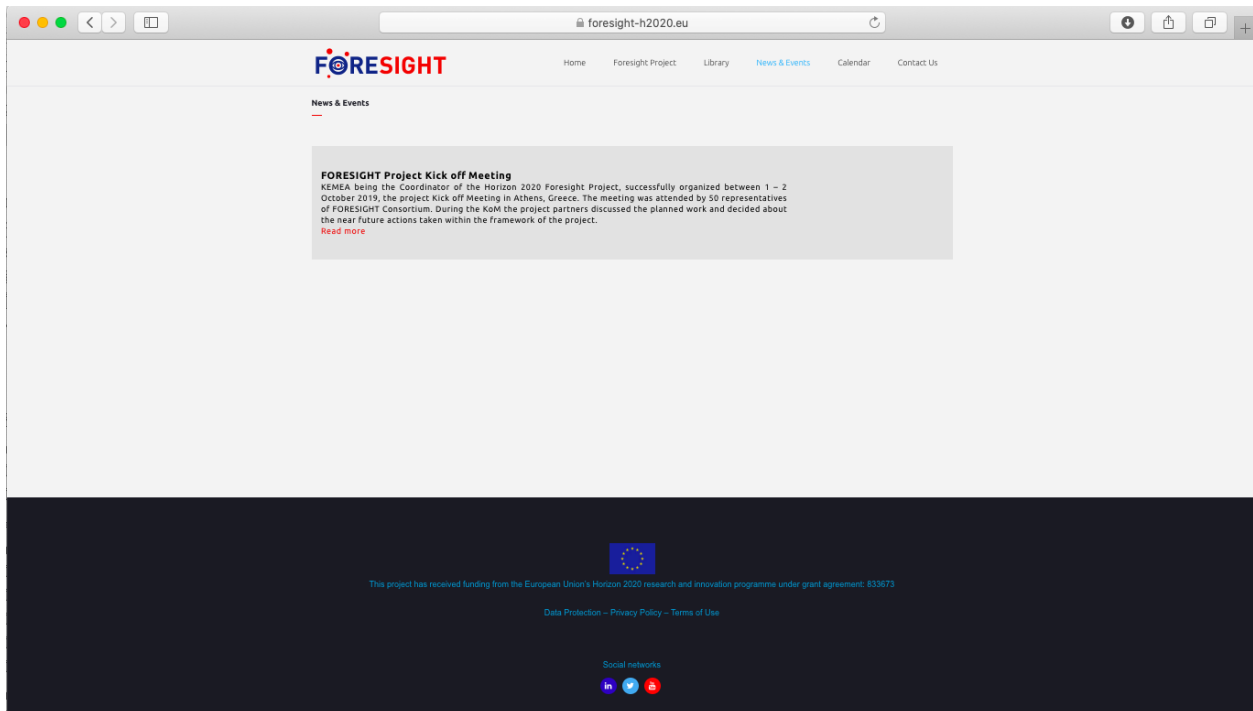 foresight-h2020.eu
FORESIGHT
Home
Foresight Project
Library
News & Events
Calendar
Contact Us
News & Events
FORESIGHT Project Kick off Meeting
KEMEA being the Coordinator of the Horizon 2020 Foresight Project, successfully organized between 1 – 2
October 2019, the project Kick off Meeting in Athens, Greece. The meeting was attended by 50 representatives
of FORESIGHT Consortium. During the KoM the project partners discussed the planned work and decided about
the near future actions taken within the framework of the project.
Read more
This project has received funding from the European Union's Horizon 2020 research and innovation programme under grant agreement: 833673
Data Protection – Privacy Policy – Terms of Use
Social networks
in